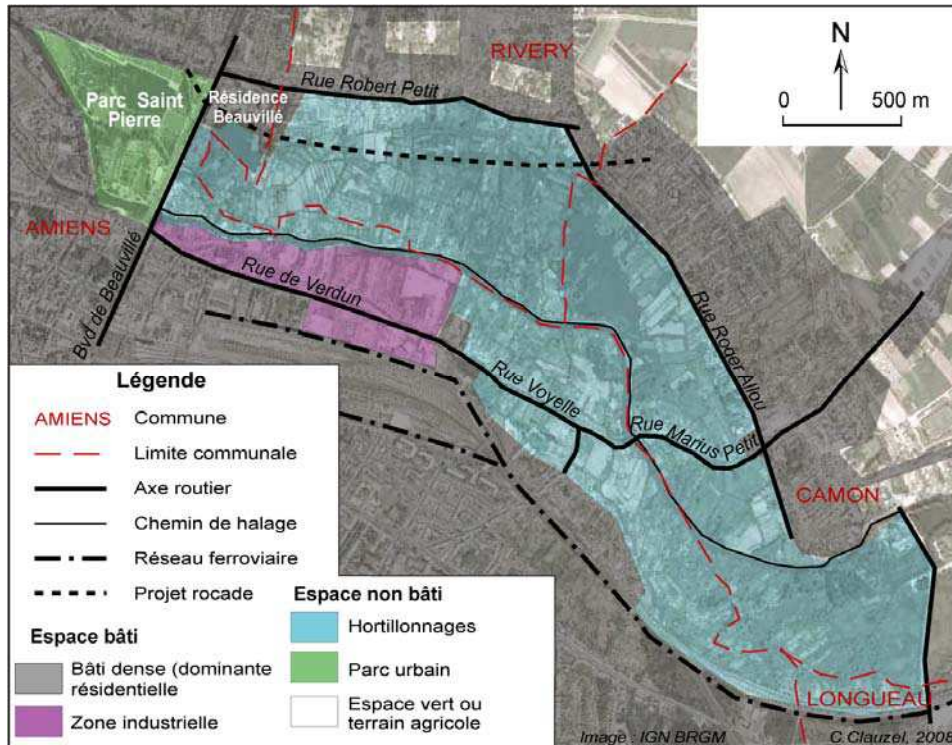 RIVERY
N
0 500 m
Rue Robert Petit
Parc Saint
Pierre
Résidence
Beauvillé
AMIENS
Bvd de Beauvillé
Rue de Verdun
Rue Roger Allou
Rue Voyelle
Rue Marius Petit
CAMON
LONGUEAU
Légende
AMIENS Commune
Limite communale
Axe routier
Chemin de halage
Réseau ferroviaire
Projet rocade
Espace bâti
Bâti dense (dominante
résidentielle
Zone industrielle
Espace non bâti
Hortillonnages
Parc urbain
Espace vert ou
terrain agricole
Image : IGN BRGM
C.Clauzel, 2009